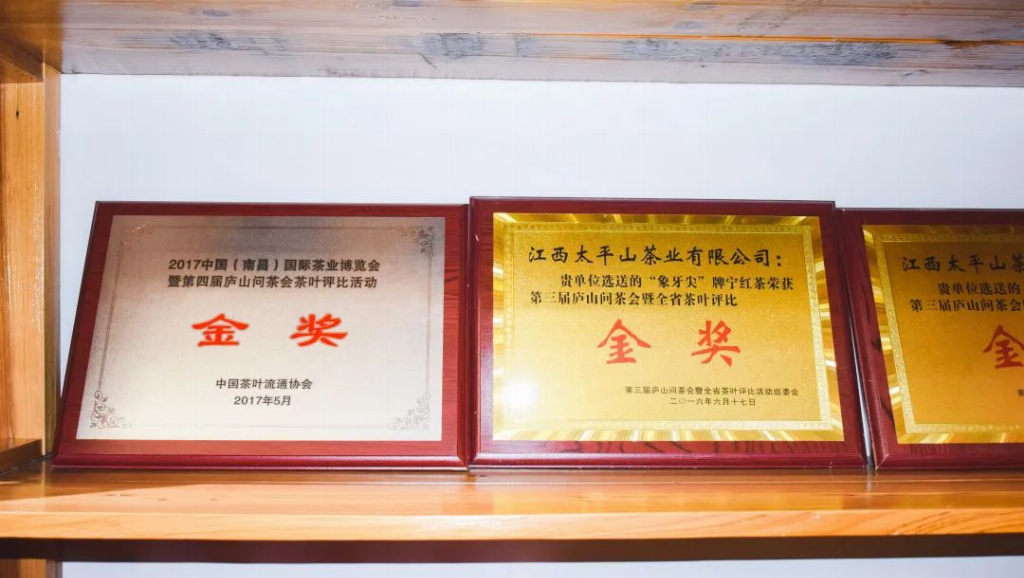 2017中国（南昌）国际茶业博览会
暨第四届庐山问茶会茶叶评比活动
金 奖
中国茶叶流通协会
2017年5月
江西太平山茶业有限公司：
贵单位选送的“象牙尖”牌宁红茶荣获
第三届庐山问茶会暨全省茶叶评比
金 奖
第三届庐山问茶会暨全省茶叶评比活动组委会
二〇一六年六月十七日
江西太平山茶
贵单位选送的
第三届庐山问茶会
金